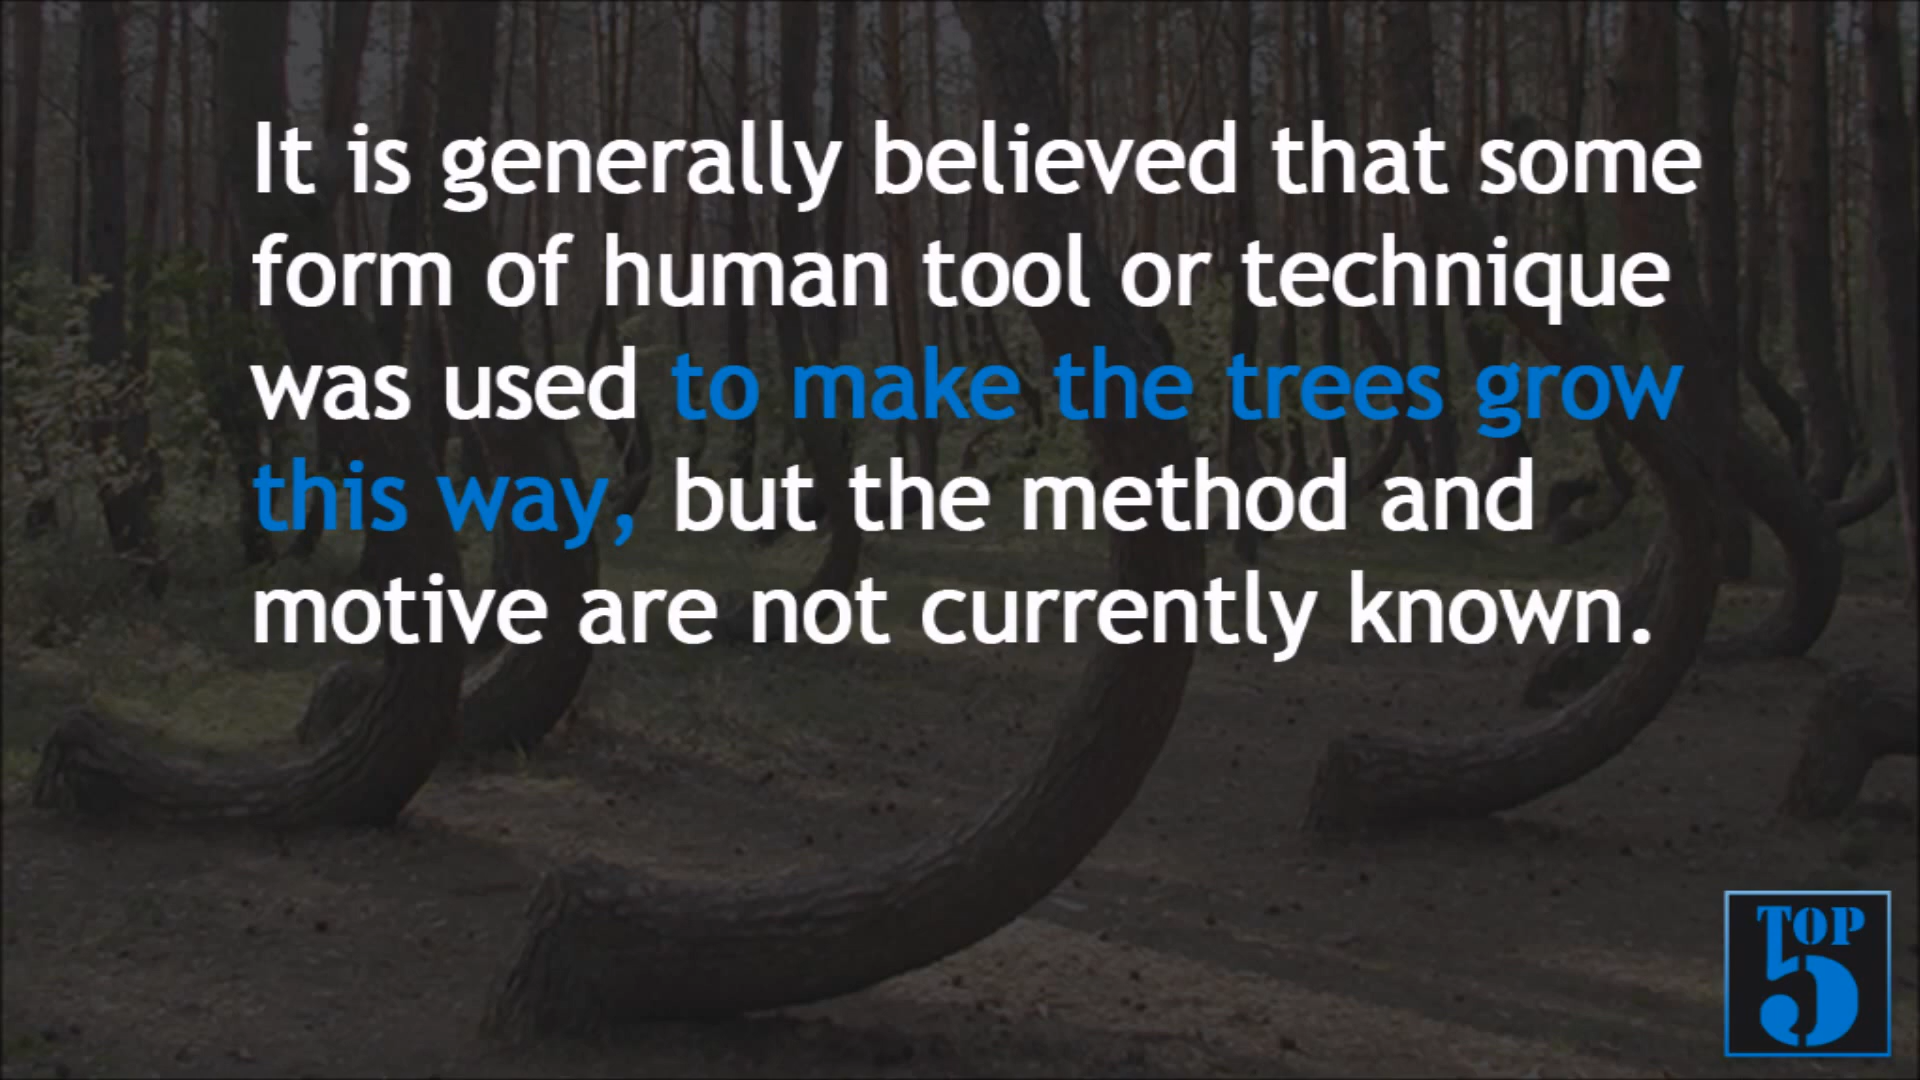 It is generally believed that some
form of human tool or technique
was used to make the trees grow
this way, but the method and
motive are not currently known.
TOP
5